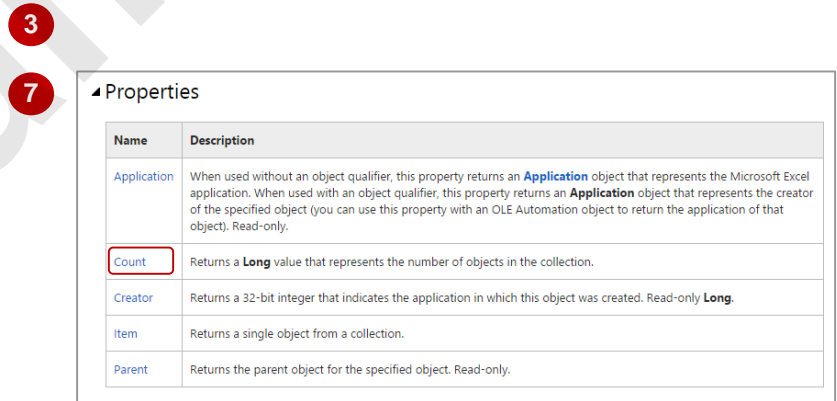 3
7
Properties
Name Description
Application When used without an object qualifier, this property returns an Application object that represents the Microsoft Excel
application. When used with an object qualifier, this property returns an Application object that represents the creator
of the specified object (you can use this property with an OLE Automation object to return the application of that
object). Read-only.
Count Returns a Long value that represents the number of objects in the collection.
Creator Returns a 32-bit integer that indicates the application in which this object was created. Read-only Long.
Item Returns a single object from a collection.
Parent Returns the parent object for the specified object. Read-only.